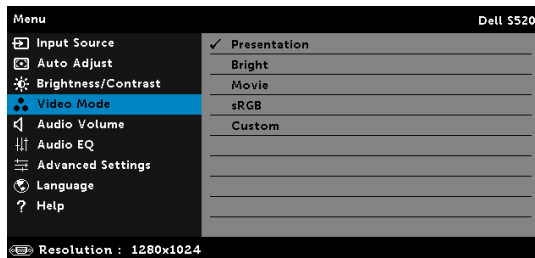 Menu Dell S520
Input Source
Auto Adjust
Brightness/Contrast
Video Mode
Audio Volume
Audio EQ
Advanced Settings
Language
? Help
✓ Presentation
Bright
Movie
sRGB
Custom
Resolution : 1280x1024